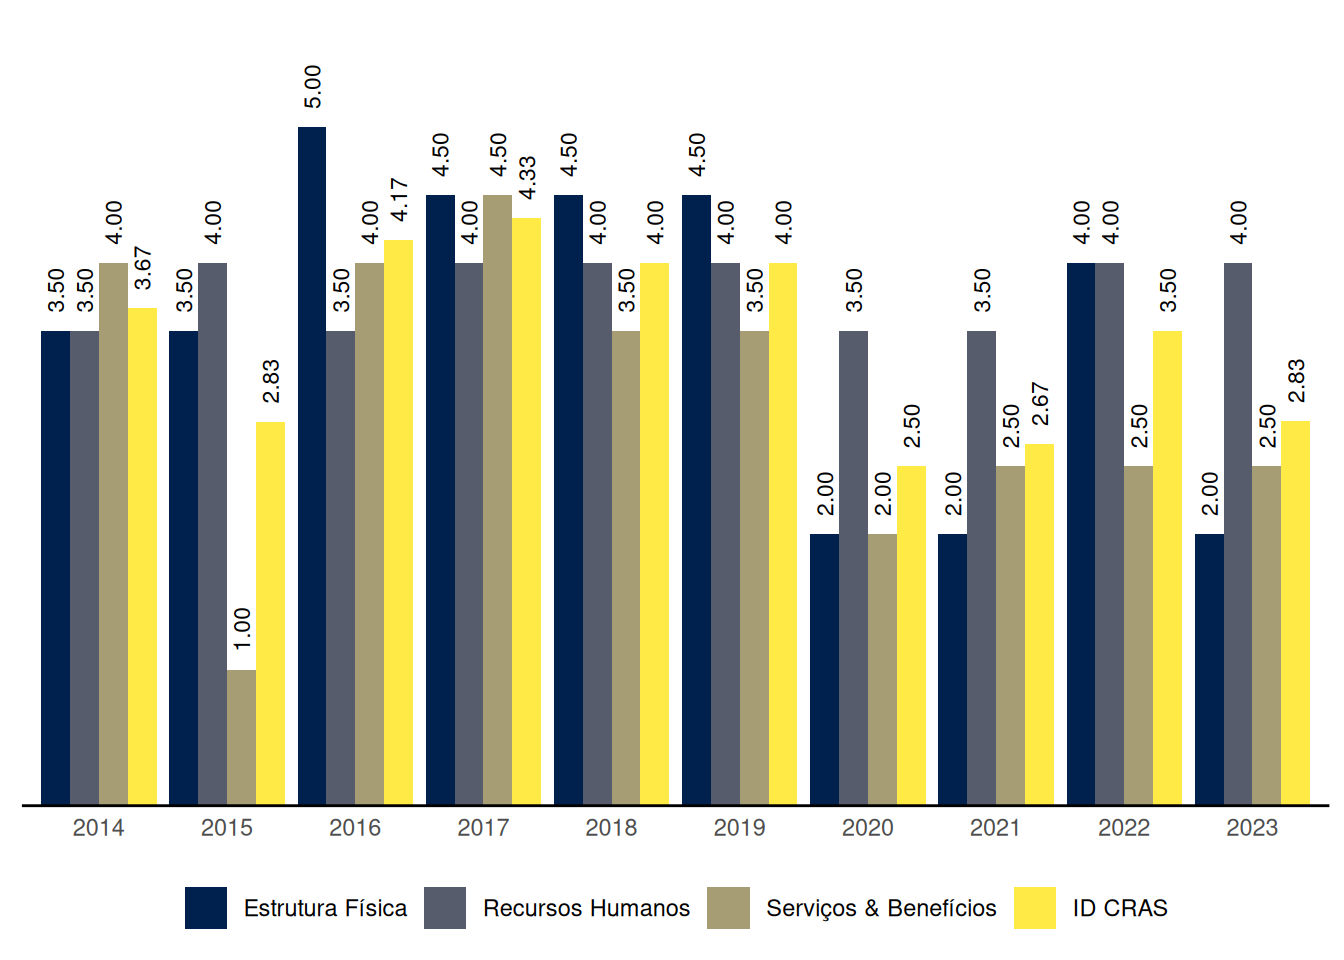 3.50 3.50 4.00 3.67
3.50 4.00 1.00 2.83
5.00 3.50 4.00 4.17
4.50 4.00 4.50 4.33
4.50 4.00 3.50 4.00
4.50 4.00 3.50 4.00
2.00 3.50 2.00 2.50
2.00 3.50 2.50 2.67
4.00 4.00 2.50 3.50
2.00 4.00 2.50 2.83
2014 2015 2016 2017 2018 2019 2020 2021 2022 2023
Estrutura Física Recursos Humanos Serviços & Benefícios ID CRAS